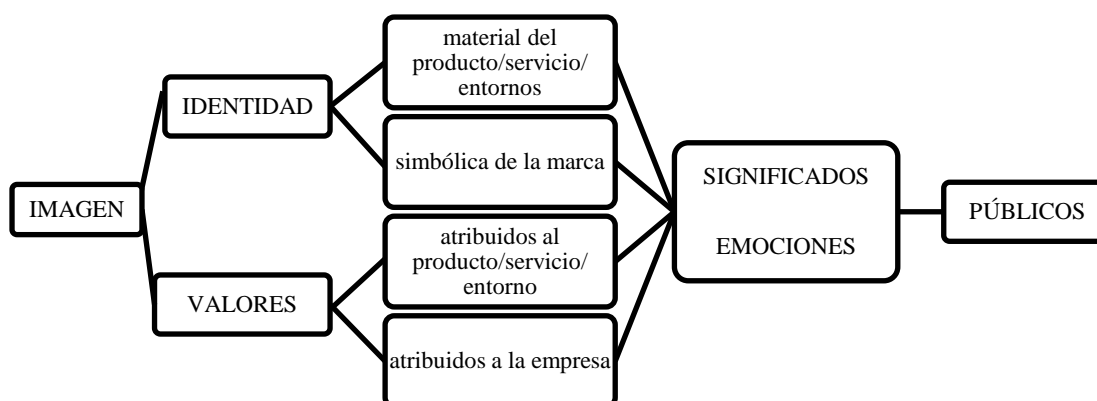 IMAGEN
IDENTIDAD
VALORES
material del
producto/servicio/
entornos
simbólica de la marca
atribuidos al
producto/servicio/
entorno
atribuidos a la empresa
SIGNIFICADOS
EMOCIONES
PÚBLICOS